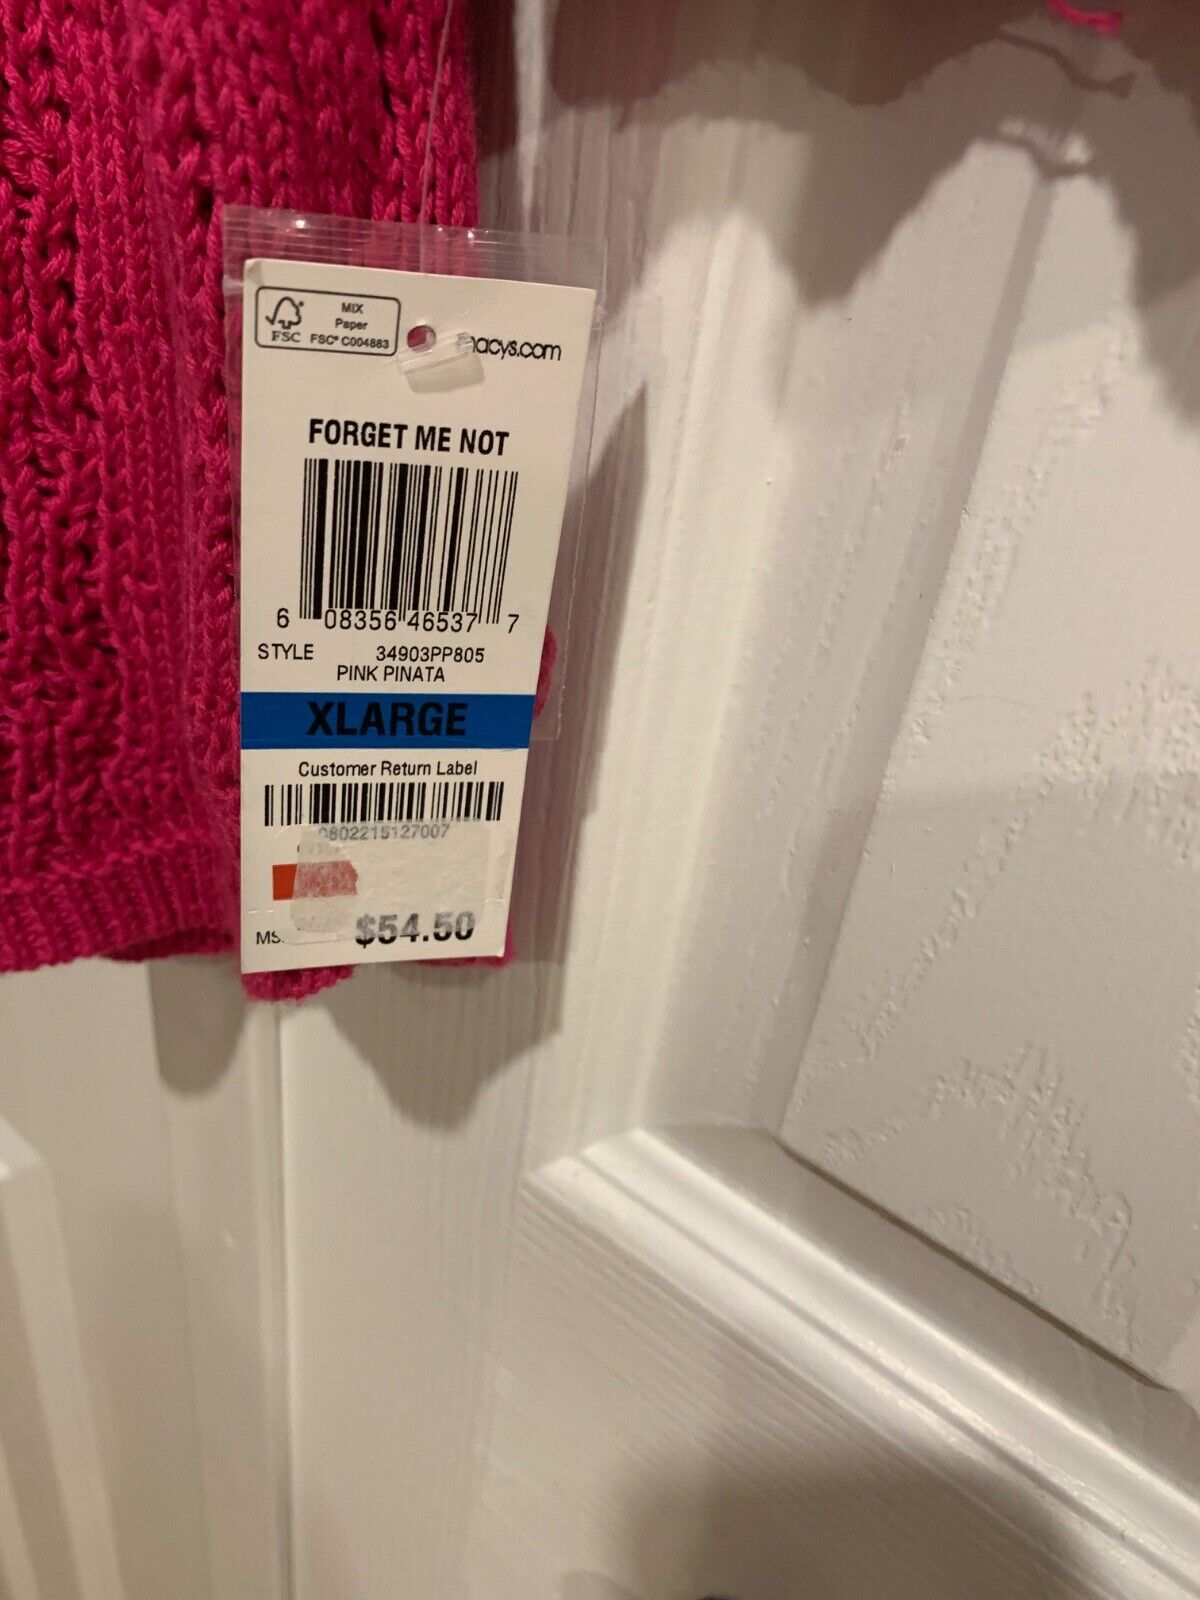 FSC
MIX
Paper
FSC® C004883
acys.com
FORGET ME NOT
6 08356 46537 7
STYLE 34903PP805
PINK PINATA
XLARGE
Customer Return Label
0802215127007
$54.50